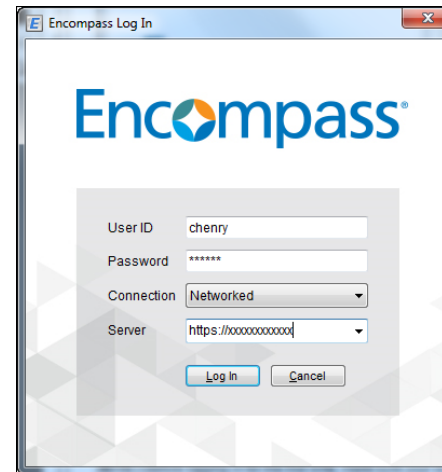 Encompass Log In
Encompass®
User ID chenry
Password ******
Connection Networked
Server https://xxxxxxxxxxxx
Log In Cancel